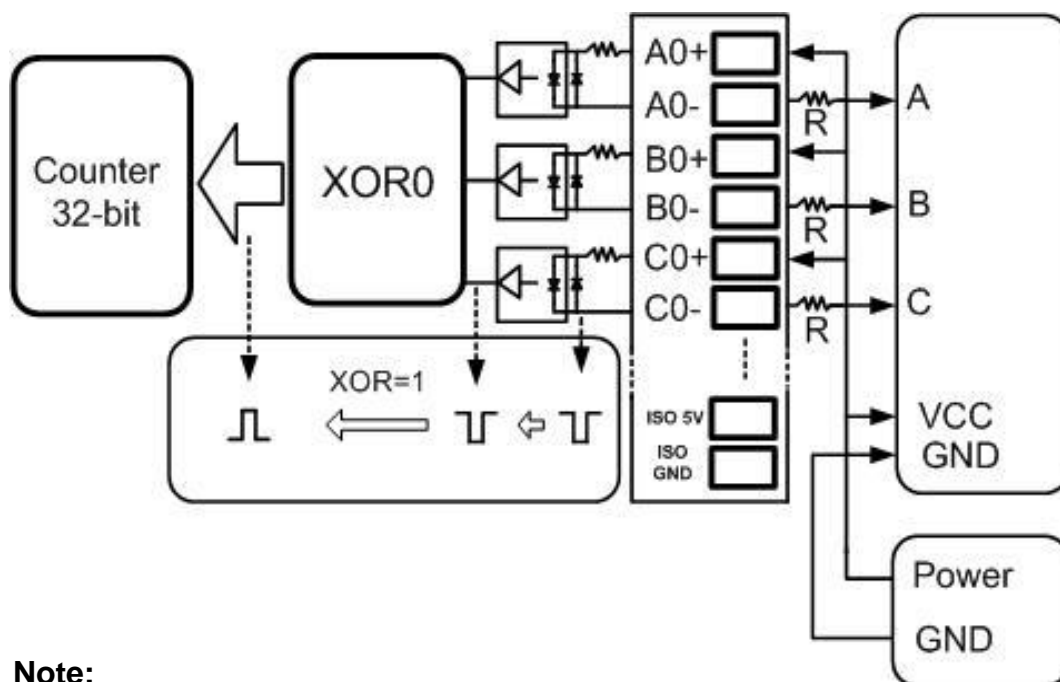 Counter
32-bit
XOR0
A0+
A0-
B0+
B0-
C0+
C0-
ISO 5V
ISO
GND
R
R
R
A
B
C
VCC
GND
Power
GND
XOR=1
Note: